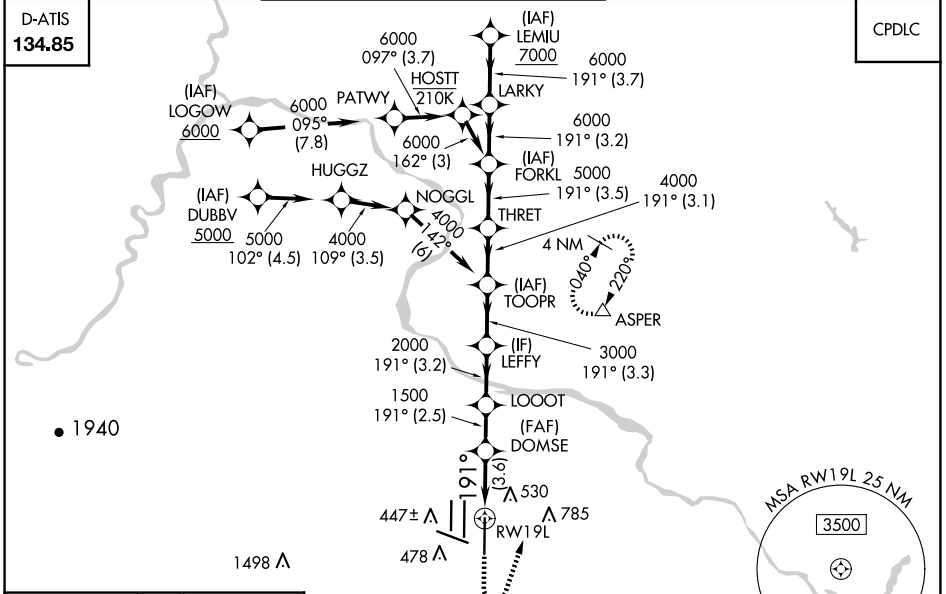 D-ATIS
134.85
CPDLC
(IAF)
LEMIU
7000
6000
191° (3.7)
6000
097° (3.7)
HOSTT
210K
PATWY
LARKY
(IAF)
LOGOW
6000
6000
095°
(7.8)
6000
162° (3)
6000
191° (3.2)
(IAF)
FORKL
5000
191° (3.5)
4000
191° (3.1)
HUGGZ
NOGGL
THRET
(IAF)
DUBBV
5000
5000
102° (4.5)
4000
109° (3.5)
4000
142°
(6)
4 NM
040°
220°
ASPER
(IAF)
TOOPR
(IF)
LEFFY
3000
191° (3.3)
2000
191° (3.2)
1500
191° (2.5)
LOOOT
(FAF)
DOMSE
1940
191°
(3.6)
530
447±
785
RW19L
478
1498
MSA RW19L 25 NM
3500